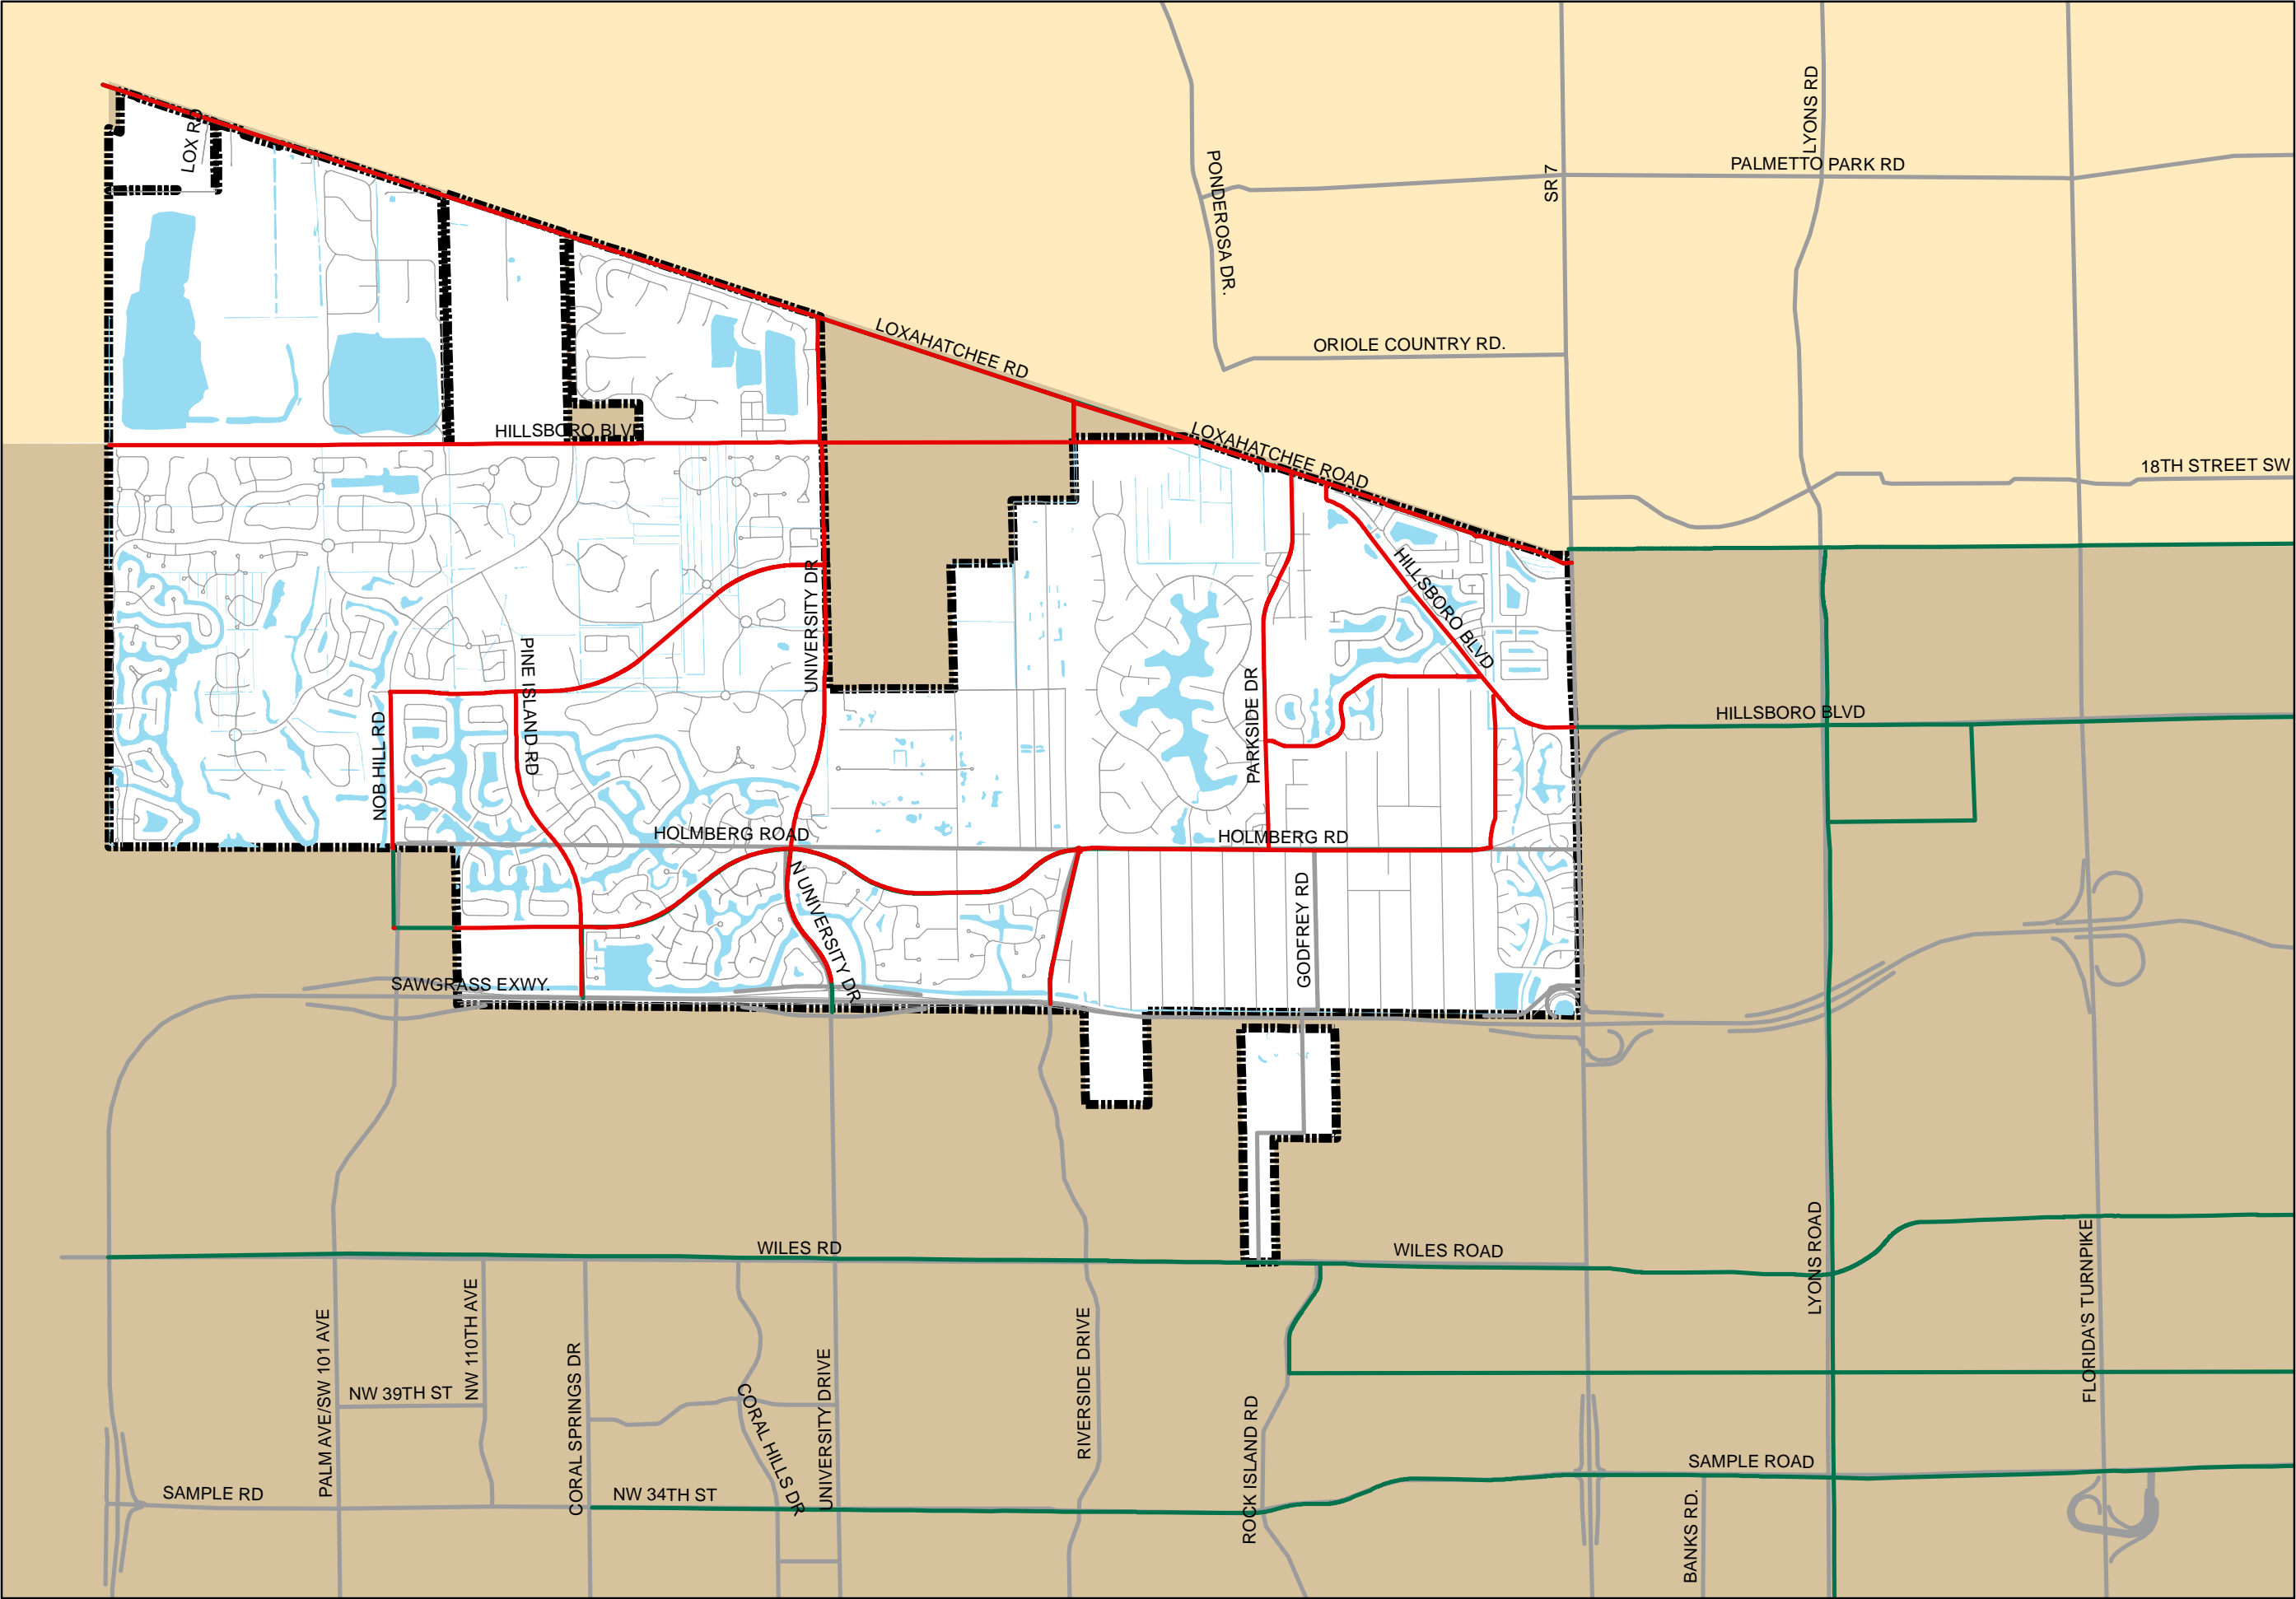 LYONS RD
LOX RD
PALMETTO PARK RD
SR 7
PONDEROSA DR.
LOXAHATCHEE RD
ORIOLE COUNTRY RD.
HILLSBORO BLVD
LOXAHATCHEE ROAD
18TH STREET SW
HILLSBORO BLVD
UNIVERSITY DR
PINE ISLAND RD
PARKSIDE DR
NOB HILL RD
HILLSBORO BLVD
HOLMBERG ROAD
HOLMBERG RD
N UNIVERSITY DR
GODFREY RD
SAWGRASS EXWY.
WILES RD
WILES ROAD
LYONS ROAD
FLORIDA'S TURNPIKE
PALM AVE/SW 101 AVE
NW 110TH AVE
NW 39TH ST
CORAL SPRINGS DR
CORAL HILLS DR
UNIVERSITY DRIVE
RIVERSIDE DRIVE
ROCK ISLAND RD
SAMPLE ROAD
SAMPLE RD
NW 34TH ST
BANKS RD.